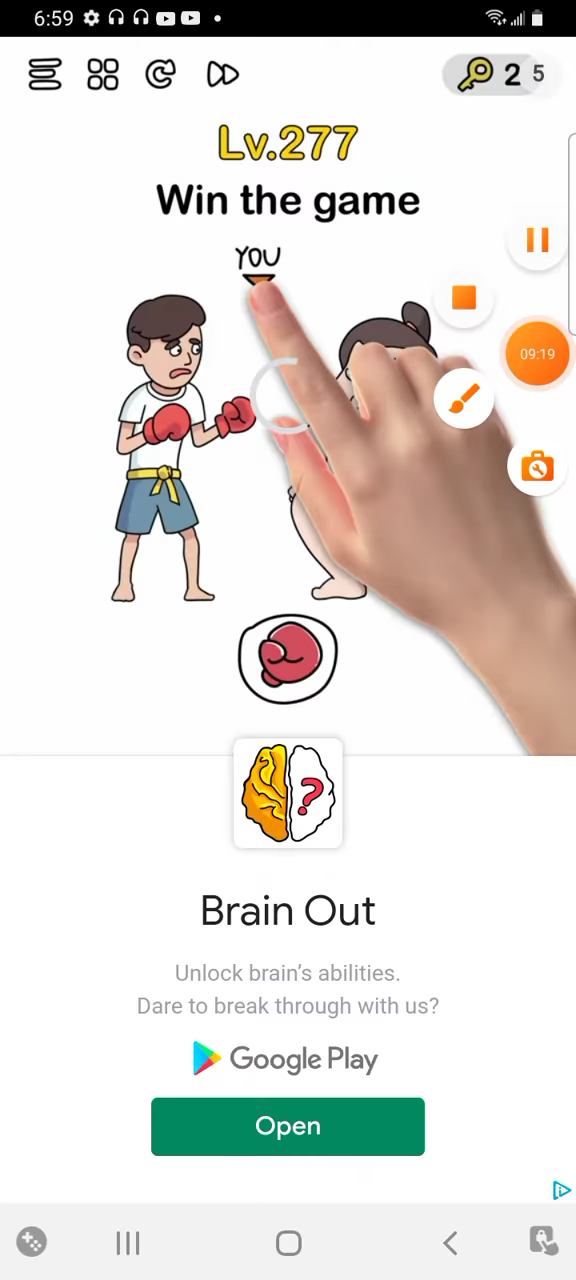 6:59
2 5
Lv.277
Win the game
YOU
09:19
Brain Out
Unlock brain's abilities.
Dare to break through with us?
Google Play
Open